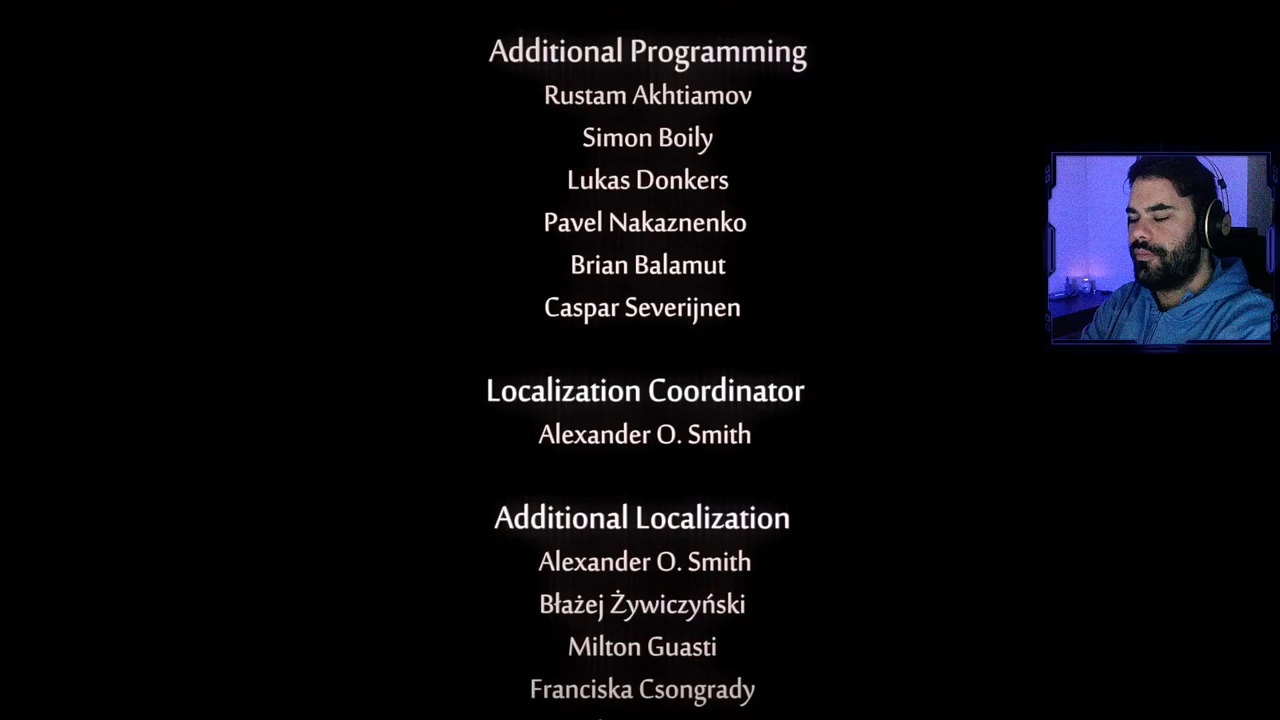 Additional Programming
Rustam Akhtiamov
Simon Boily
Lukas Donkers
Pavel Nakaznenko
Brian Balamut
Caspar Severijnen
Localization Coordinator
Alexander O. Smith
Additional Localization
Alexander O. Smith
Błażej Żywiczyński
Milton Guasti
Franciska Csongrady